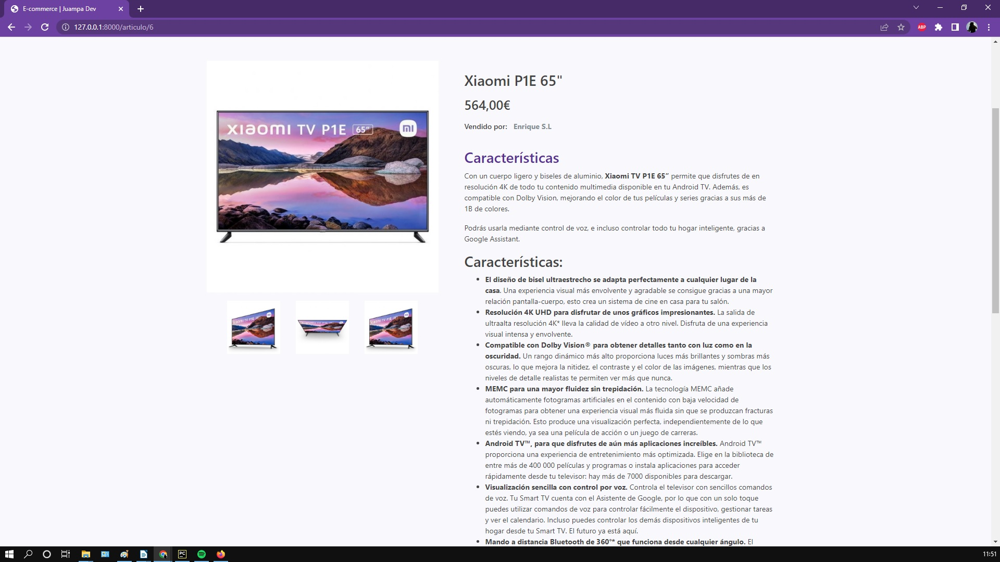 E-commerce | Juampa Dev
127.0.0.1:8000/articulo/6
ABP
xiaomi TV P1E 65”
mi
Xiaomi P1E 65"
564,00€
Vendido por: Enrique S.L
Características
Con un cuerpo ligero y biseles de aluminio, Xiaomi TV P1E 65” permite que disfrutes de en
resolución 4K de todo tu contenido multimedia disponible en tu Android TV. Además, es
compatible con Dolby Vision, mejorando el color de tus películas y series gracias a sus más de
1B de colores.
Podrás usarla mediante control de voz, e incluso controlar todo tu hogar inteligente, gracias a
Google Assistant.
Características:
El diseño de bisel ultraestrecho se adapta perfectamente a cualquier lugar de la
casa. Una experiencia visual más envolvente y agradable se consigue gracias a una mayor
relación pantalla-cuerpo, esto crea un sistema de cine en casa para tu salón.
Resolución 4K UHD para disfrutar de unos gráficos impresionantes. La salida de
ultraalta resolución 4K* lleva la calidad de vídeo a otro nivel. Disfruta de una experiencia
visual intensa y envolvente.
Compatible con Dolby Vision® para obtener detalles tanto con luz como en la
oscuridad. Un rango dinámico más alto proporciona luces más brillantes y sombras más
oscuras, lo que mejora la nitidez, el contraste y el color de las imágenes, mientras que los
niveles de detalle realistas te permiten ver más que nunca.
MEMC para una mayor fluidez sin trepidación. La tecnología MEMC añade
automáticamente fotogramas artificiales en el contenido con baja velocidad de
fotogramas para obtener una experiencia visual más fluida sin que se produzcan fracturas
ni trepidación. Esto produce una visualización perfecta, independientemente de lo que
estés viendo, ya sea una película de acción o un juego de carreras.
Android TV™, para que disfrutes de aún más aplicaciones increíbles. Android TV™
proporciona una experiencia de entretenimiento más optimizada. Elige en la biblioteca de
entre más de 400 000 películas y programas o instala aplicaciones para acceder
rápidamente desde tu televisor: hay más de 7000 disponibles para descargar.
Visualización sencilla con control por voz. Controla el televisor con sencillos comandos
de voz. Tu Smart TV cuenta con el Asistente de Google, por lo que con un solo toque
puedes utilizar comandos de voz para controlar fácilmente el dispositivo, gestionar tareas
y ver el calendario. Incluso puedes controlar los demás dispositivos inteligentes de tu
hogar desde tu Smart TV. El futuro ya está aquí.
Mando a distancia Bluetooth de 360°* que funciona desde cualquier ángulo. El
PC
11:51